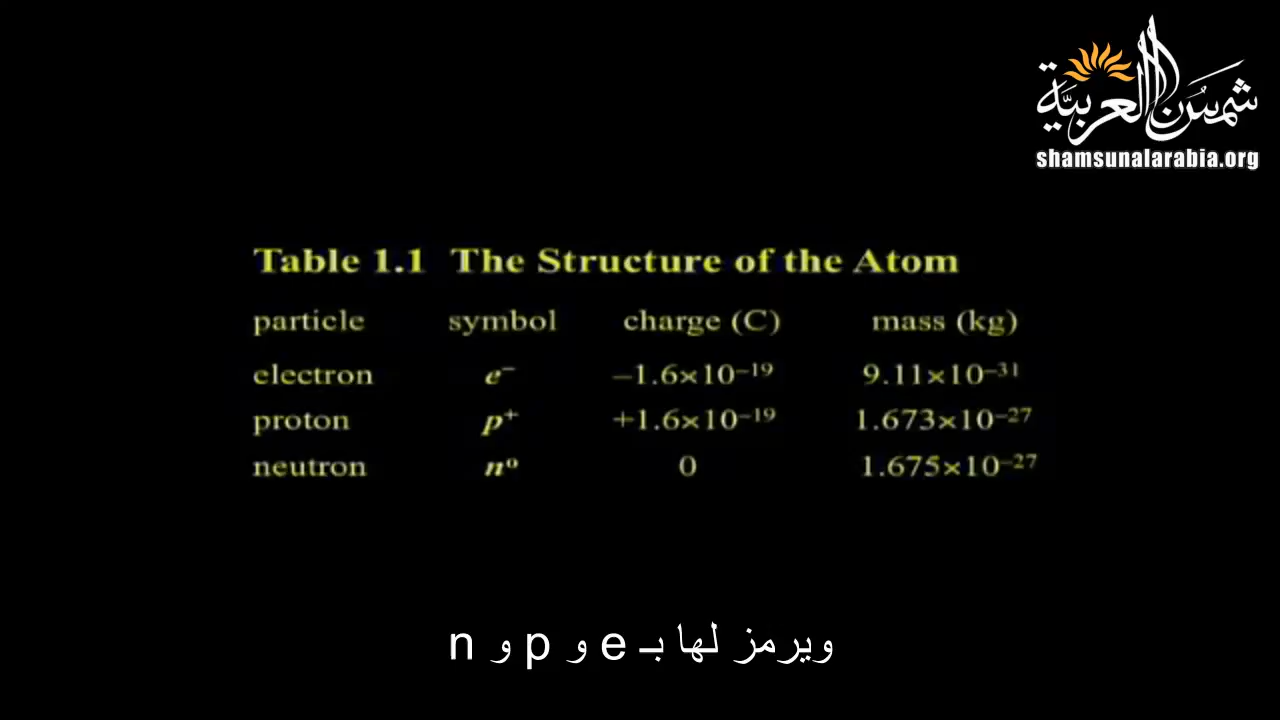 شمس العربية
shamsunalarabia.org
Table 1.1 The Structure of the Atom
particle symbol charge (C) mass (kg)
electron e⁻ −1.6×10⁻¹⁹ 9.11×10⁻³¹
proton p⁺ +1.6×10⁻¹⁹ 1.673×10⁻²⁷
neutron nº 0 1.675×10⁻²⁷
ويرمز لها بـ e و p و n